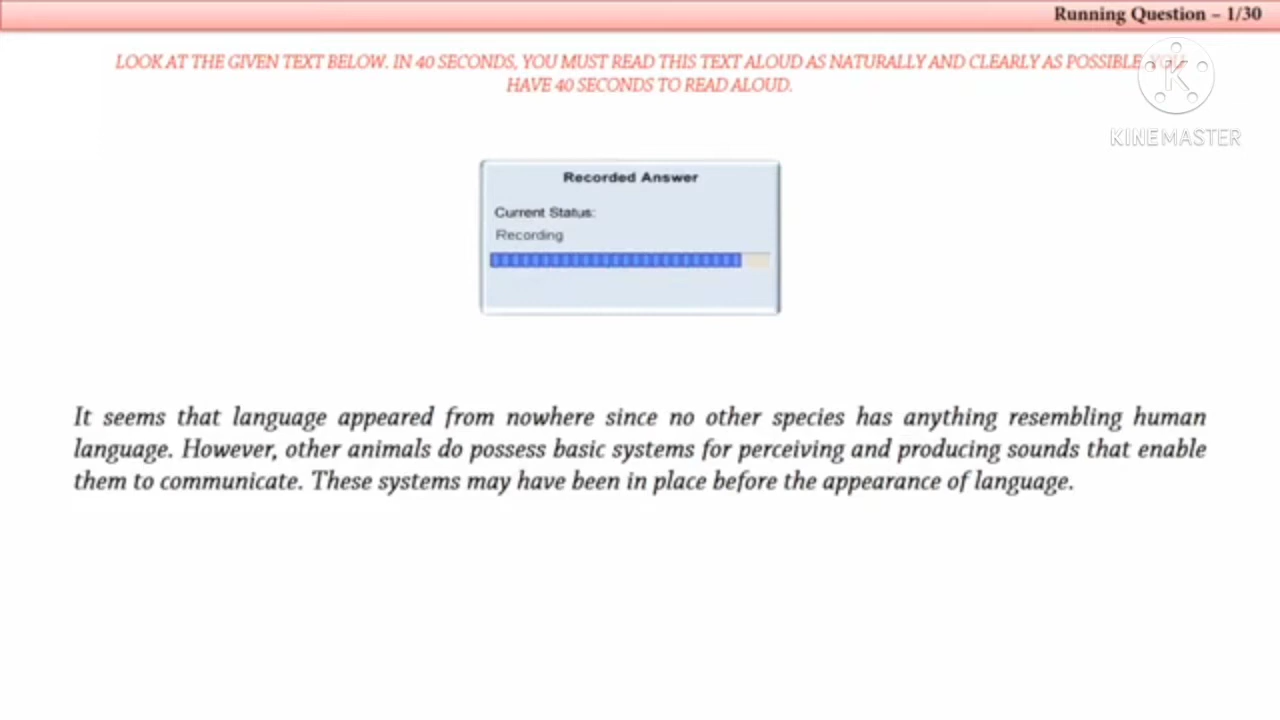 Running Question – 1/30
LOOK AT THE GIVEN TEXT BELOW. IN 40 SECONDS, YOU MUST READ THIS TEXT ALOUD AS NATURALLY AND CLEARLY AS POSSIBLE. YOU
HAVE 40 SECONDS TO READ ALOUD.
K
KINEMASTER
Recorded Answer
Current Status:
Recording
It seems that language appeared from nowhere since no other species has anything resembling human
language. However, other animals do possess basic systems for perceiving and producing sounds that enable
them to communicate. These systems may have been in place before the appearance of language.